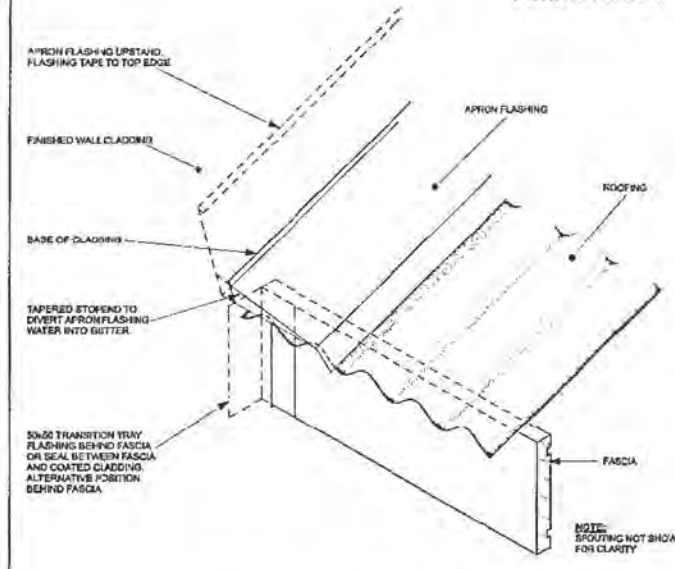 APRON FLASHING UPSTAND,
FLASHING TAPE TO TOP EDGE
APRON FLASHING
FINISHED WALL CLADDING
ROOFING
BASE OF CLADDING
TAPERED STOPEND TO
DIVERT APRON FLASHING
WATER INTO GUTTER
50x50 TRANSITION TRAY
FLASHING BEHIND FASCIA
OR SEAL BETWEEN FASCIA
AND COATED CLADDING.
ALTERNATIVE POSITION
BEHIND FASCIA
FASCIA
NOTE:
SPOUTING NOT SHOW
FOR CLARITY